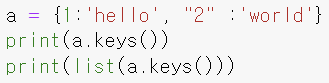 a = {1:'hello', "2" :'world'}
print(a.keys())
print(list(a.keys()))